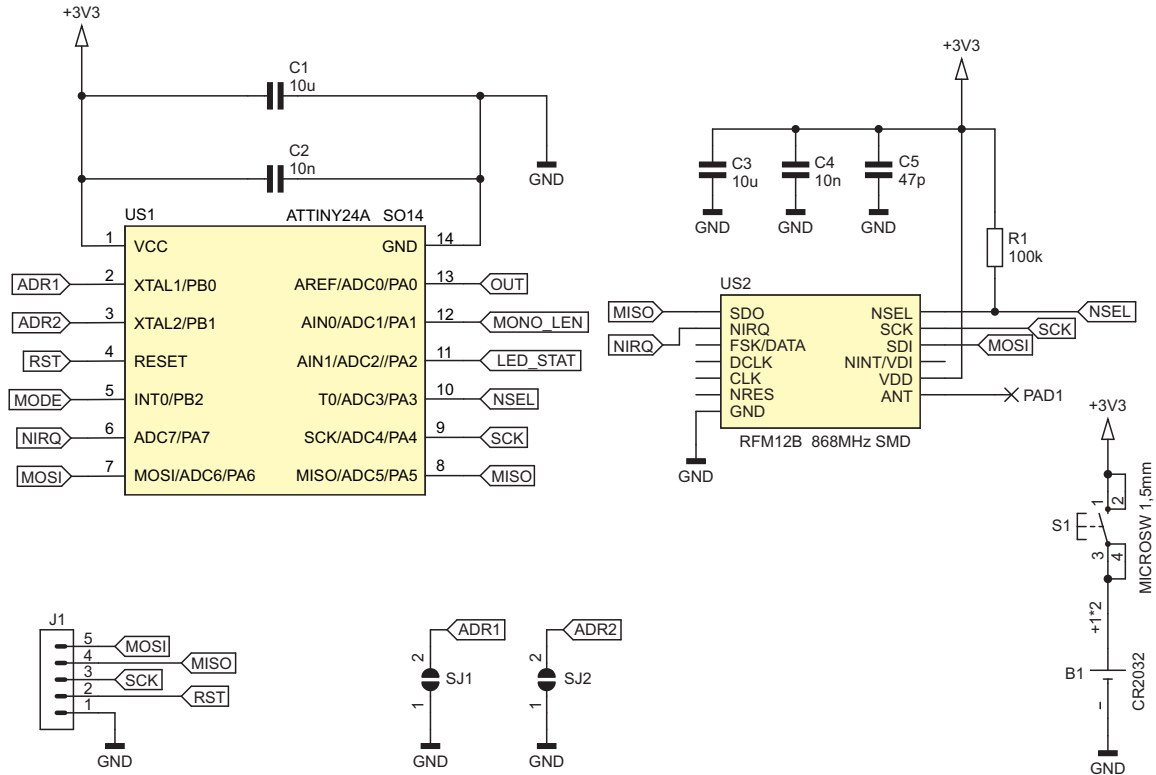 +3V3
C1
10u
C2
10n
GND
US1 ATTINY24A SO14
1 VCC GND 14
ADR1 2 XTAL1/PB0 AREF/ADC0/PA0 13 OUT
ADR2 3 XTAL2/PB1 AIN0/ADC1/PA1 12 MONO_LEN
RST 4 RESET AIN1/ADC2//PA2 11 LED_STAT
MODE 5 INT0/PB2 T0/ADC3/PA3 10 NSEL
NIRQ 6 ADC7/PA7 SCK/ADC4/PA4 9 SCK
MOSI 7 MOSI/ADC6/PA6 MISO/ADC5/PA5 8 MISO
+3V3
C3
10u
C4
10n
C5
47p
GND GND GND
R1
100k
US2
MISO SDO NSEL NSEL
NIRQ NIRQ SCK SCK
FSK/DATA SDI MOSI
DCLK NINT/VDI
CLK VDD
NRES ANT PAD1
GND
RFM12B 868MHz SMD
GND
+3V3
S1
1 2
3 4
MICROSW 1,5mm
+1*2
B1
CR2032
–
GND
J1
5 MOSI
4 MISO
3 SCK
2 RST
1
GND
ADR1
2
SJ1
1
GND
ADR2
2
SJ2
1
GND